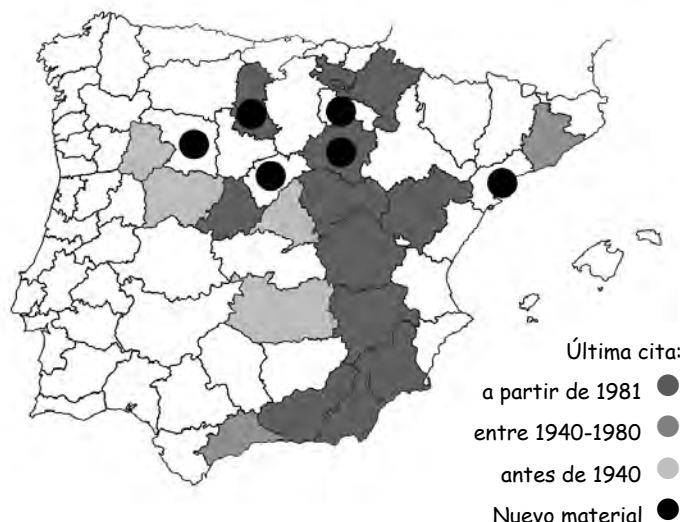 Última cita:
a partir de 1981
entre 1940-1980
antes de 1940
Nuevo material